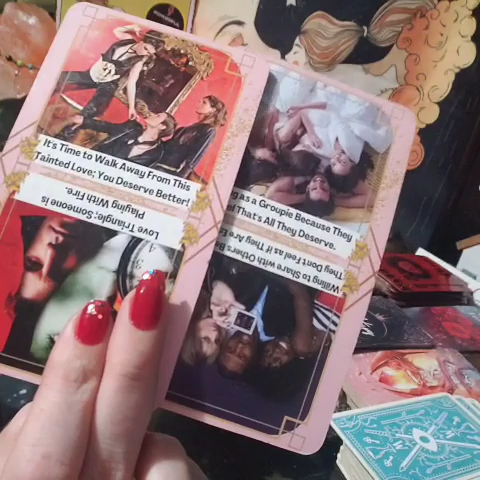 It's Time to Walk Away From This
Tainted Love; You Deserve Better!
Love Triangle; Someone is
Playing With Fire.
as a Groupie Because They
That's All They Deserve.
Willing to Share with Others
They Don't Feel as If They Are